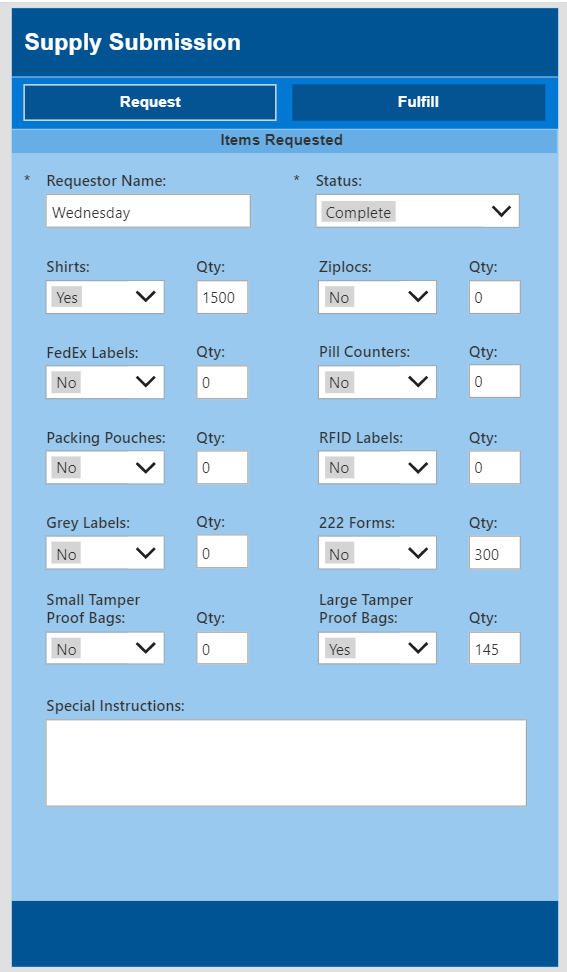 Supply Submission
Request Fulfill
Items Requested
* Requestor Name: * Status:
Wednesday Complete
Shirts: Qty: Ziplocs: Qty:
Yes 1500 No 0
FedEx Labels: Qty: Pill Counters: Qty:
No 0 No 0
Packing Pouches: Qty: RFID Labels: Qty:
No 0 No 0
Grey Labels: Qty: 222 Forms: Qty:
No 0 No 300
Small Tamper Large Tamper
Proof Bags: Qty: Proof Bags: Qty:
No 0 Yes 145
Special Instructions: